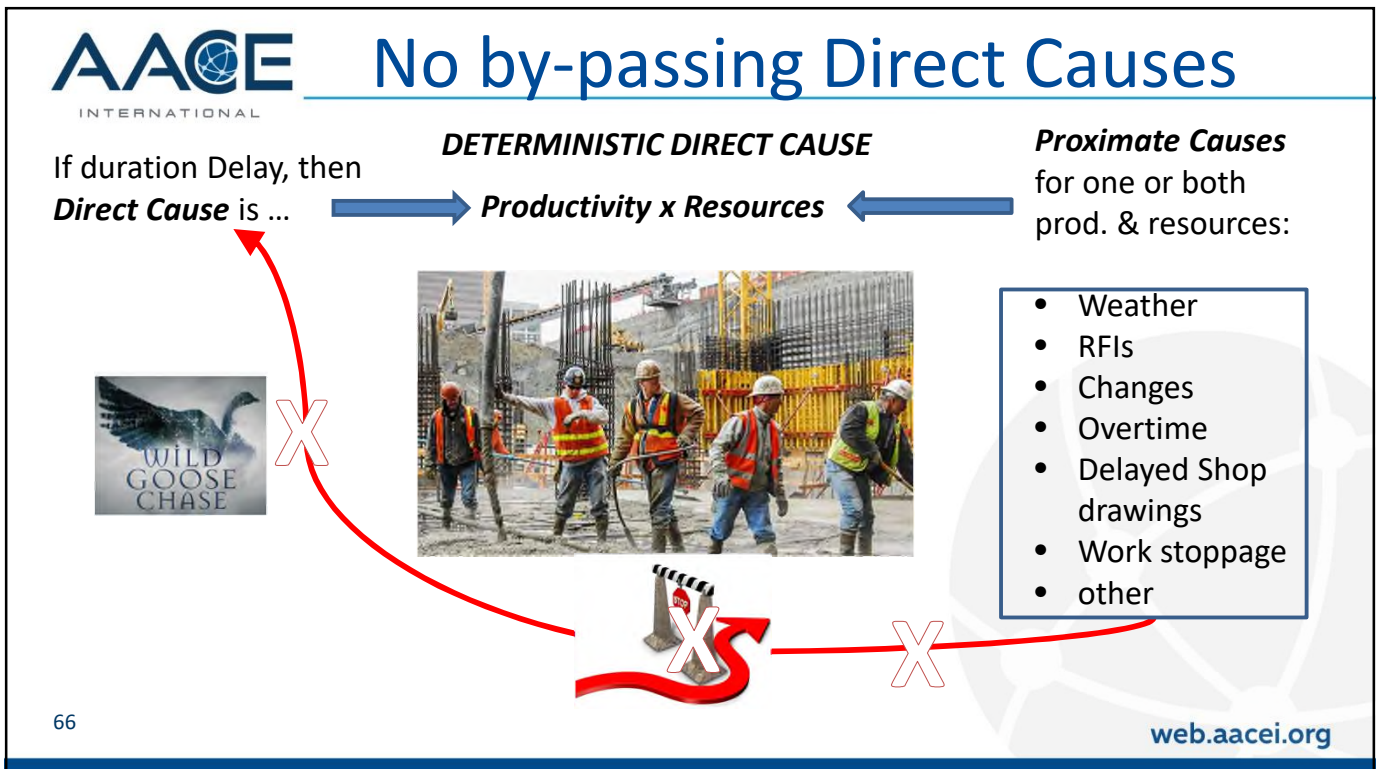 AACE
INTERNATIONAL
No by-passing Direct Causes
If duration Delay, then
Direct Cause is …
DETERMINISTIC DIRECT CAUSE
Productivity x Resources
Proximate Causes
for one or both
prod. & resources:
• Weather
• RFIs
• Changes
• Overtime
• Delayed Shop
drawings
• Work stoppage
• other
WILD
GOOSE
CHASE
X
STOP
X
X
66
web.aacei.org